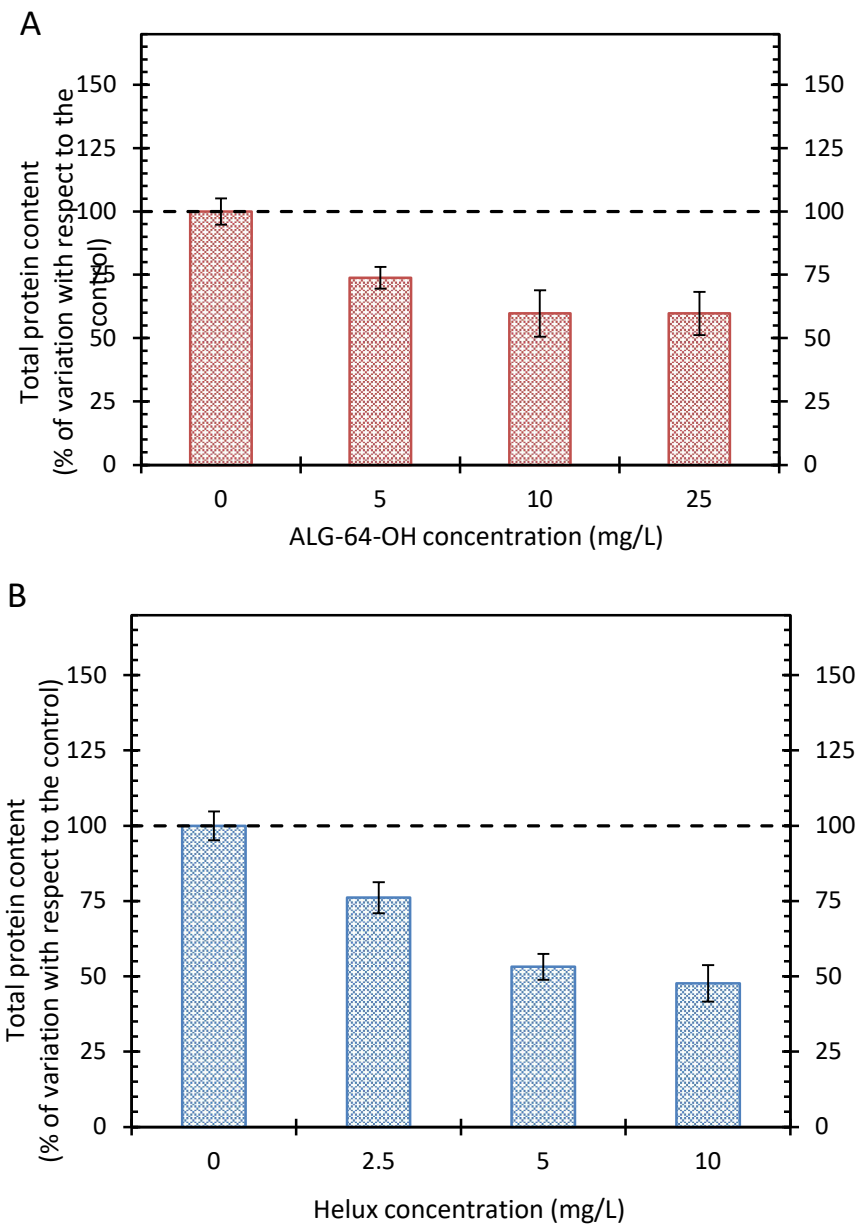 A
Total protein content
(% of variation with respect to the
control)
150
125
100
75
50
25
0
150
125
100
75
50
25
0
0 5 10 25
ALG-64-OH concentration (mg/L)
B
Total protein content
(% of variation with respect to the control)
150
125
100
75
50
25
0
150
125
100
75
50
25
0
0 2.5 5 10
Helux concentration (mg/L)